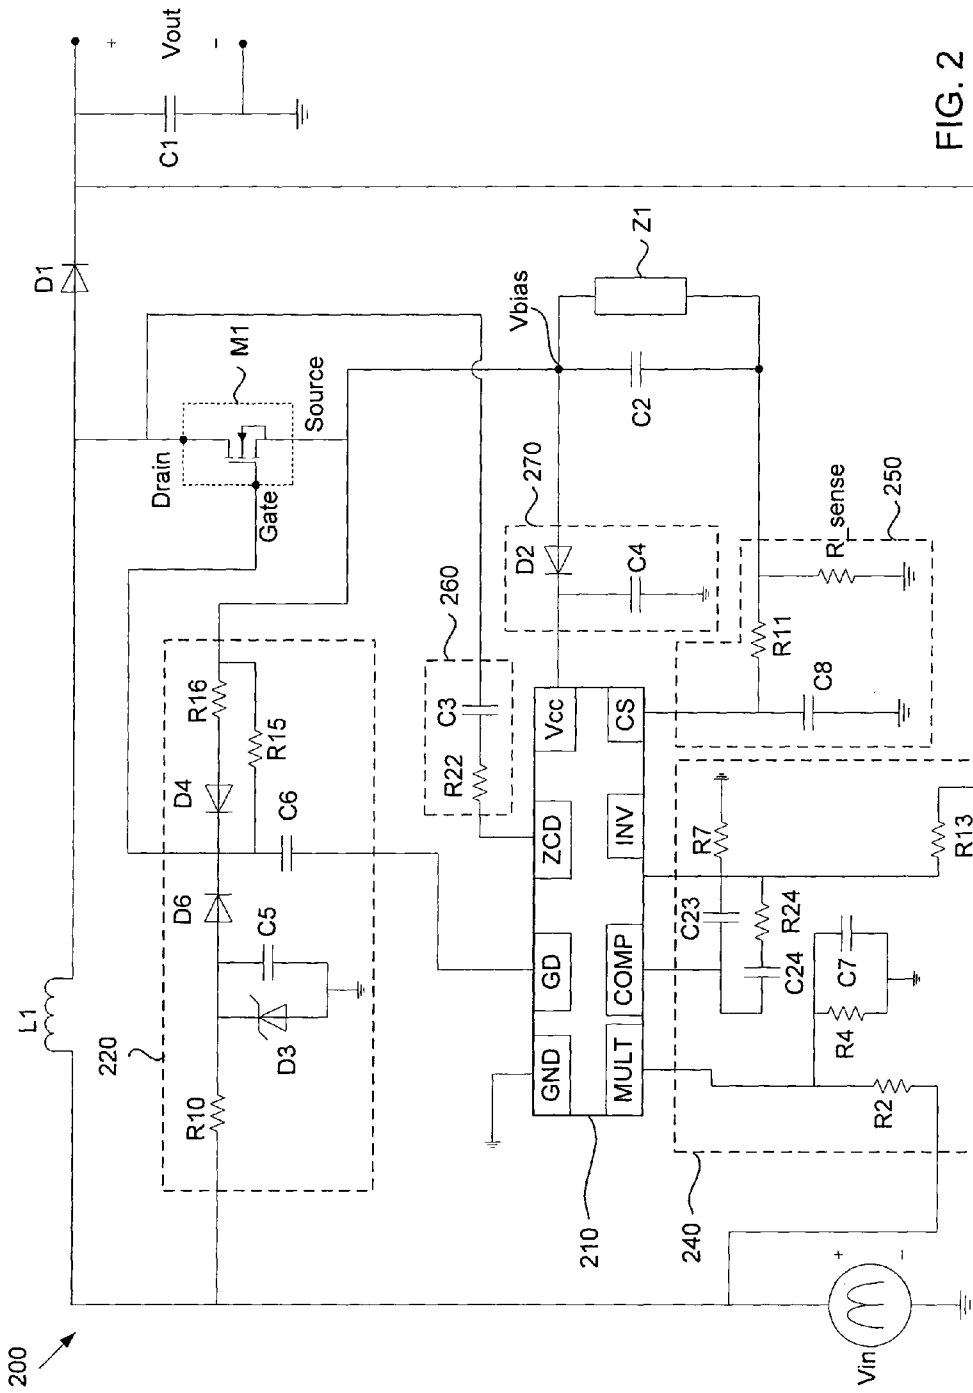 200
L1
D1
C1
+
Vout
-
FIG. 2
220
R10
D3
C5
D6
D4
R16
R15
C6
Drain
Gate
Source
M1
260
R22
C3
270
D2
C4
Vbias
C2
Z1
210
GND
GD
ZCD
Vcc
MULT
COMP
INV
CS
250
R11
R_sense
C8
240
R7
C23
R24
C24
C7
R4
R2
R13
Vin
+
-